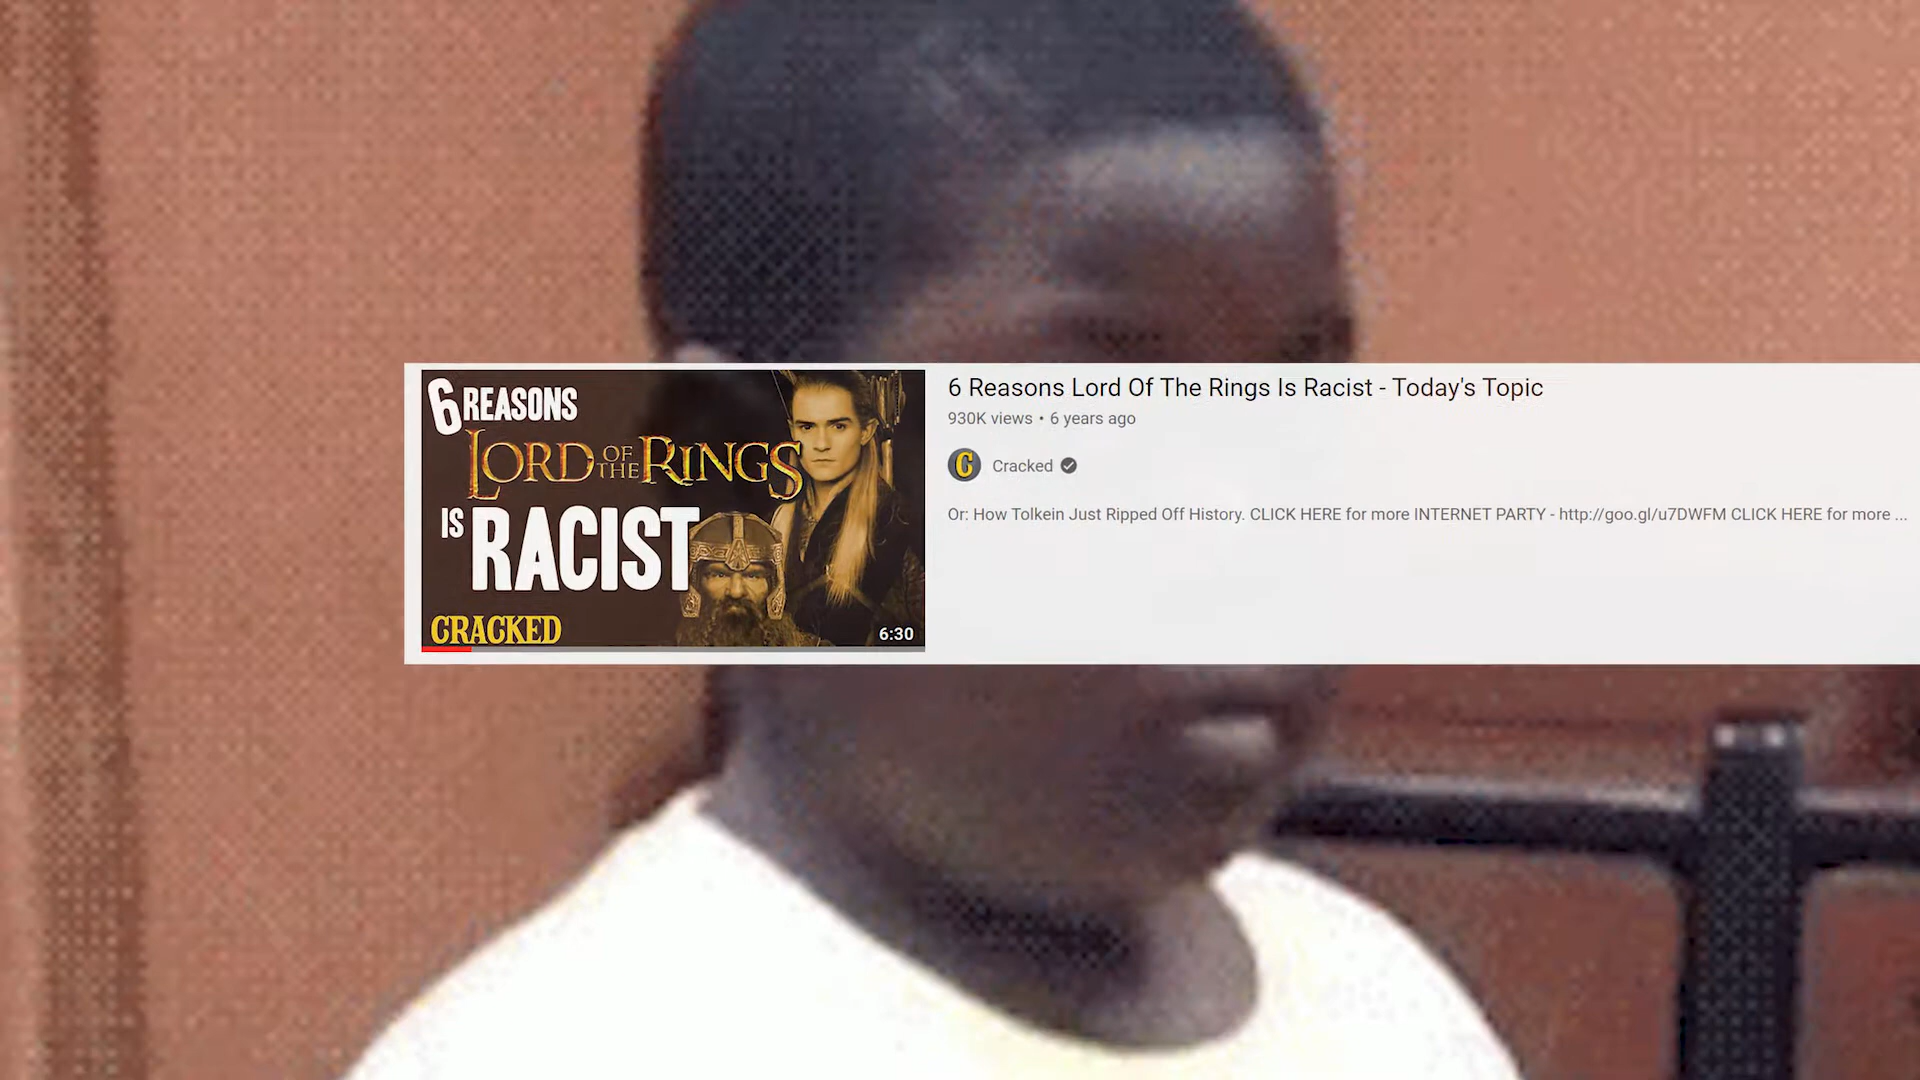 6 REASONS
LORD OF THE RINGS
IS RACIST
CRACKED
6:30
6 Reasons Lord Of The Rings Is Racist - Today's Topic
930K views • 6 years ago
C
Cracked
Or: How Tolkein Just Ripped Off History. CLICK HERE for more INTERNET PARTY - http://goo.gl/u7DWFM CLICK HERE for more ...